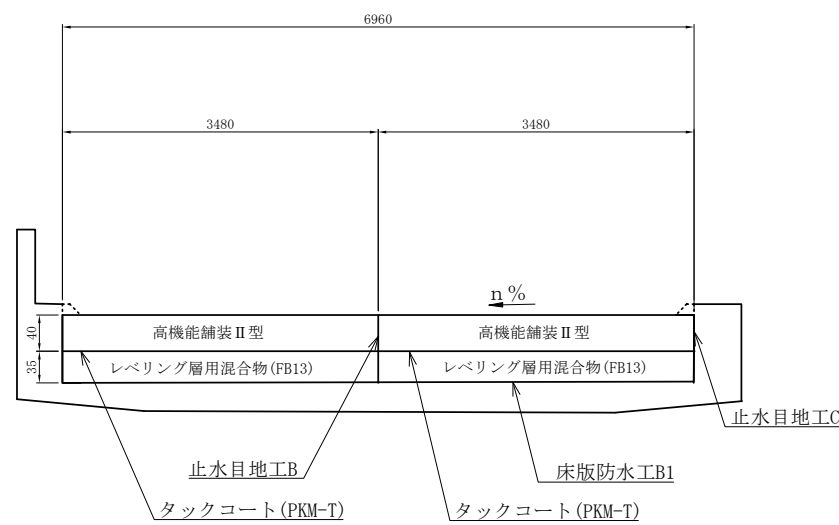 6960
3480
3480
n%
高機能舗装Ⅱ型
高機能舗装Ⅱ型
40
レベリング層用混合物(FB13)
レベリング層用混合物(FB13)
35
止水目地工C
止水目地工B
床版防水工B1
タックコート(PKM-T)
タックコート(PKM-T)